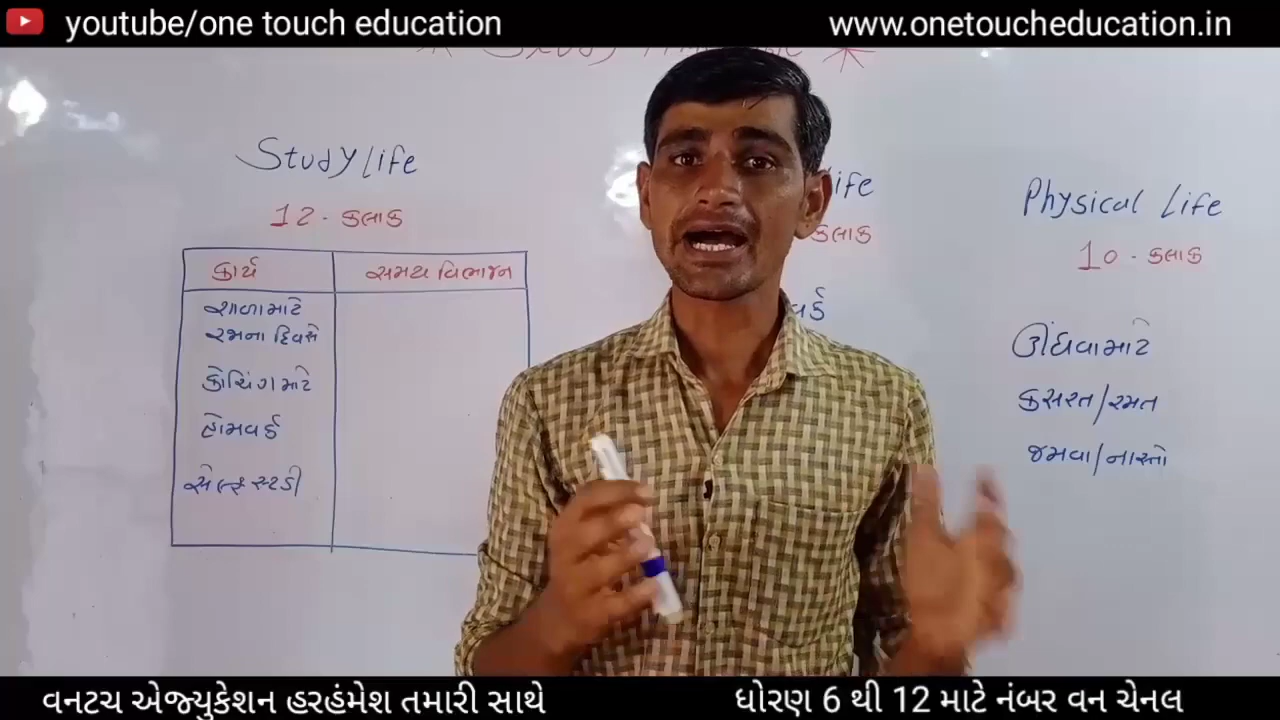 youtube/one touch education
www.onetoucheducation.in
Study
Study Life
12 - કલાક
કાર્ય સમય વિભાજન
શાળા માટે
રજાના દિવસે
કોચિંગ માટે
હોમવર્ક
સેલ્ફ સ્ટડી
life
કલાક
વર્ક
Physical Life
10 - કલાક
ઊંઘવા માટે
કસરત/રમત
જમવા/નાસ્તો
વનટચ એજ્યુકેશન હરહંમેશ તમારી સાથે
ધોરણ 6 થી 12 માટે નંબર વન ચેનલ